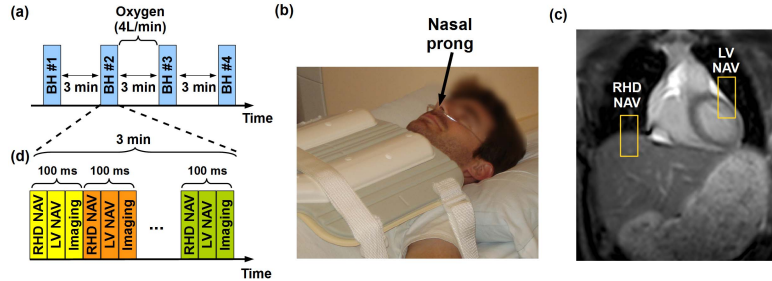 (a)
Oxygen
(4L/min)
BH #1
BH #2
BH #3
BH #4
3 min
3 min
3 min
Time
3 min
(d)
100 ms
100 ms
100 ms
RHD NAV
LV NAV
Imaging
RHD NAV
LV NAV
Imaging
...
RHD NAV
LV NAV
Imaging
Time
(b)
Nasal
prong
(c)
LV
NAV
RHD
NAV